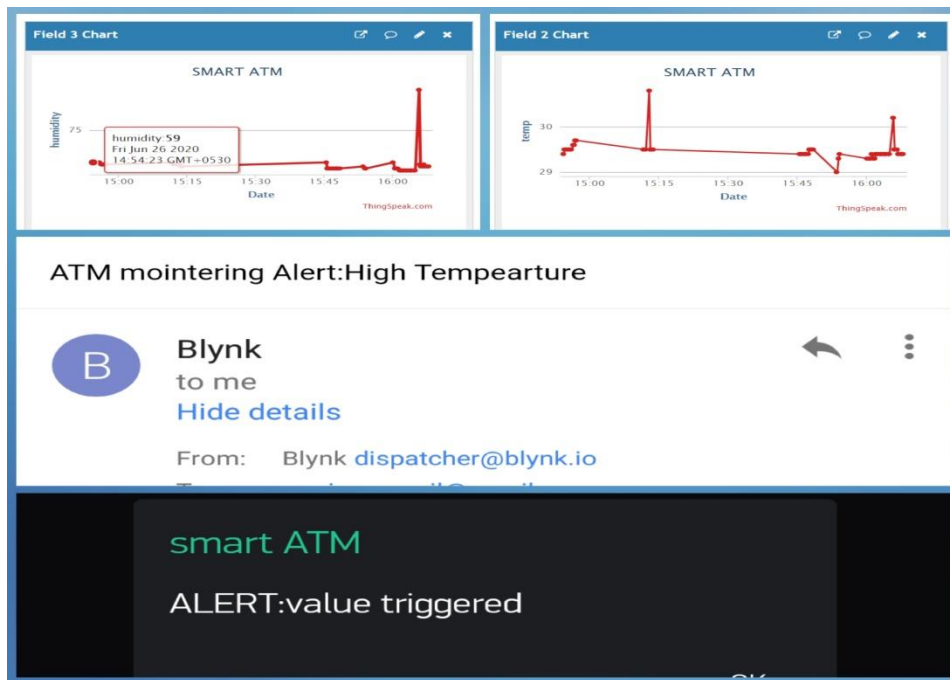 Field 3 Chart
SMART ATM
humidity
75
humidity:59
Fri Jun 26 2020
14:54:23 GMT+0530
15:00 15:15 15:30 15:45 16:00
Date
ThingSpeak.com
Field 2 Chart
SMART ATM
temp
30
29
15:00 15:15 15:30 15:45 16:00
Date
ThingSpeak.com
ATM mointering Alert:High Tempearture
B
Blynk
to me
Hide details
From: Blynk dispatcher@blynk.io
smart ATM
ALERT:value triggered
OK